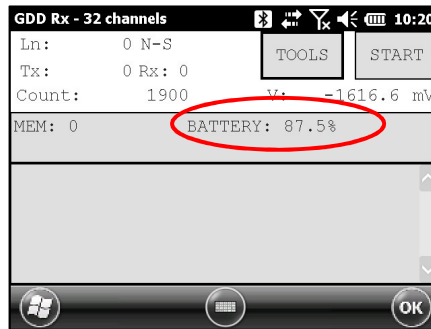 GDD Rx - 32 channels 10:20
Ln: 0 N-S
TOOLS START
Tx: 0 Rx: 0
Count: 1900 V: -1616.6 mV
MEM: 0 BATTERY: 87.5%
OK